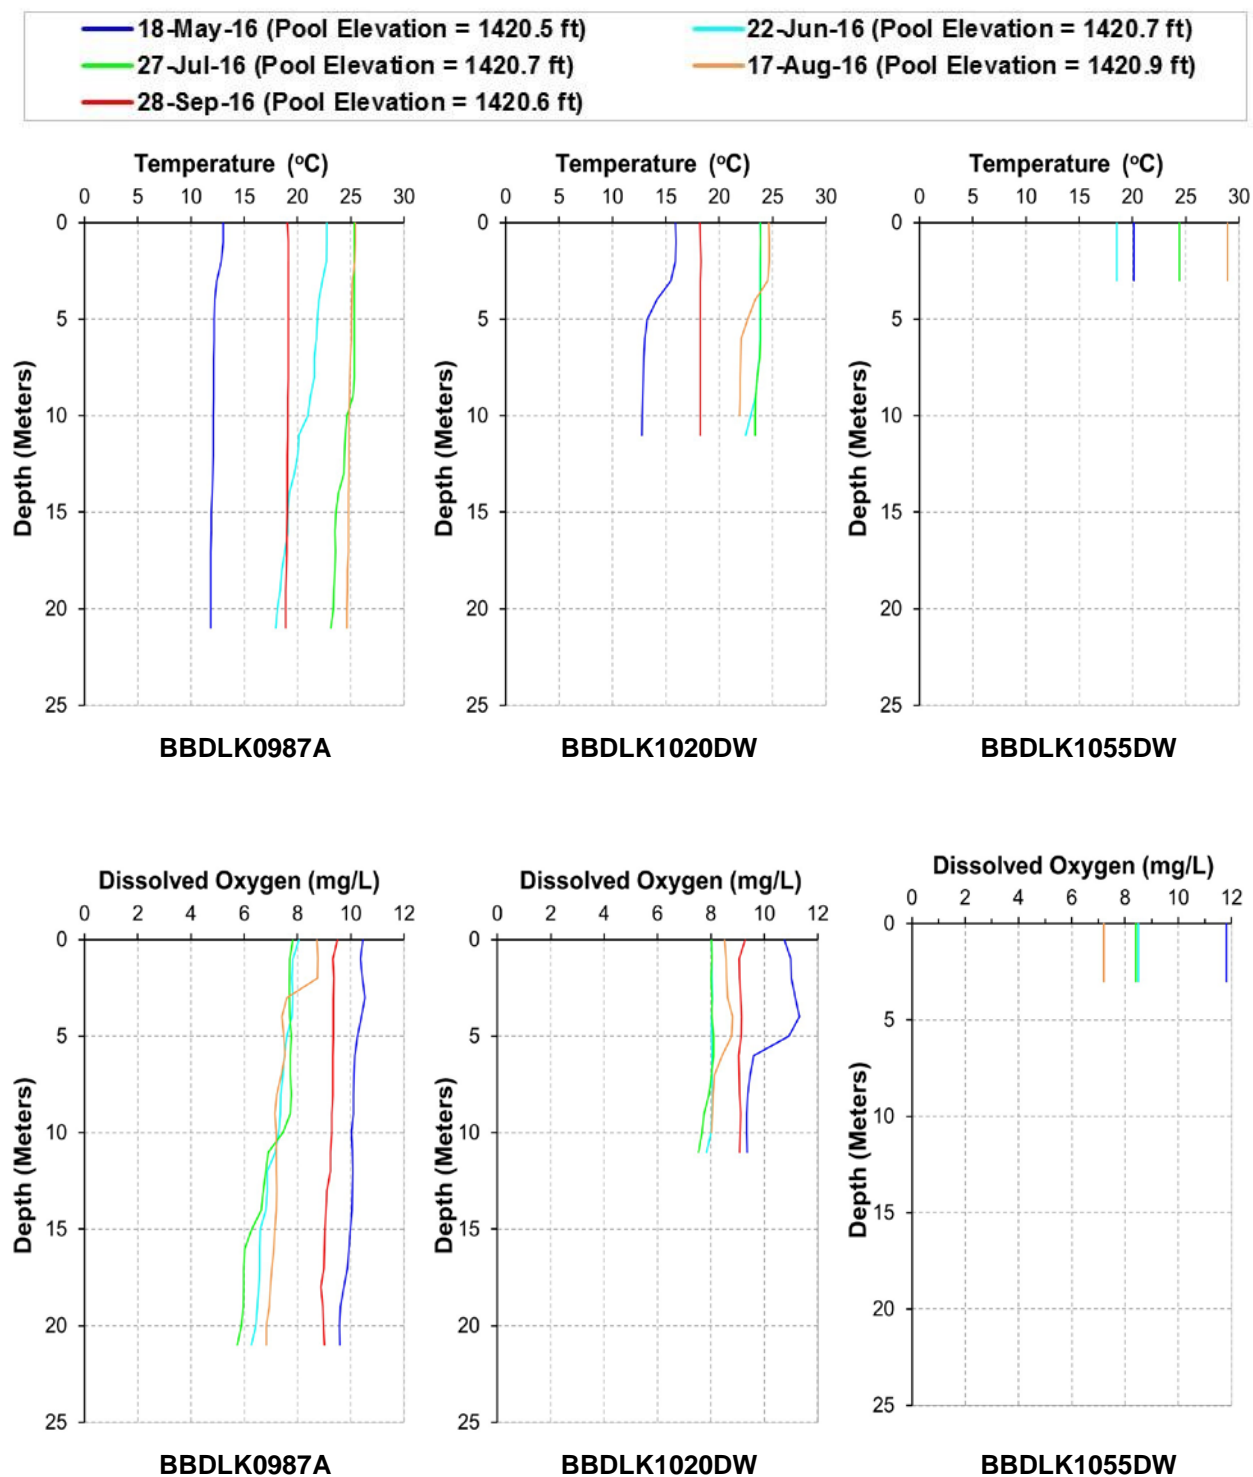 18-May-16 (Pool Elevation = 1420.5 ft)
22-Jun-16 (Pool Elevation = 1420.7 ft)
27-Jul-16 (Pool Elevation = 1420.7 ft)
17-Aug-16 (Pool Elevation = 1420.9 ft)
28-Sep-16 (Pool Elevation = 1420.6 ft)
Temperature (ºC)
0 5 10 15 20 25 30
0
5
10
15
20
25
Depth (Meters)
BBDLK0987A
Temperature (ºC)
0 5 10 15 20 25 30
0
5
10
15
20
25
Depth (Meters)
BBDLK1020DW
Temperature (ºC)
0 5 10 15 20 25 30
0
5
10
15
20
25
Depth (Meters)
BBDLK1055DW
Dissolved Oxygen (mg/L)
0 2 4 6 8 10 12
0
5
10
15
20
25
Depth (Meters)
BBDLK0987A
Dissolved Oxygen (mg/L)
0 2 4 6 8 10 12
0
5
10
15
20
25
Depth (Meters)
BBDLK1020DW
Dissolved Oxygen (mg/L)
0 2 4 6 8 10 12
0
5
10
15
20
25
Depth (Meters)
BBDLK1055DW